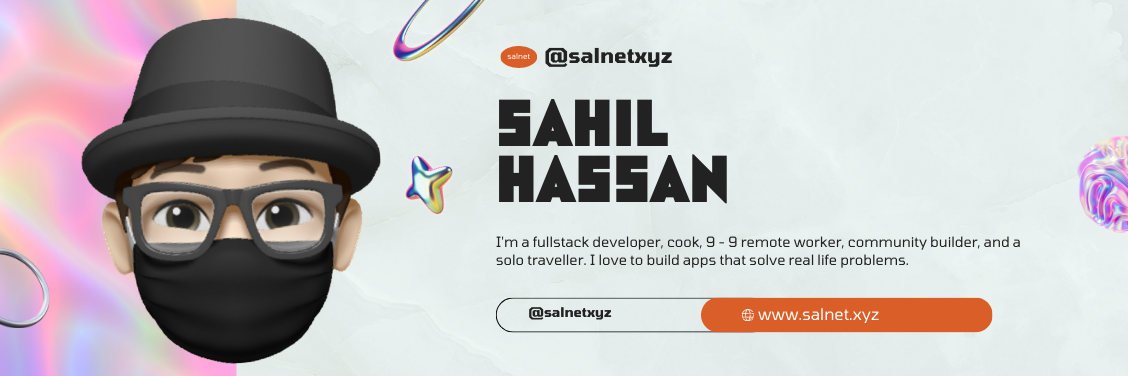 salnet @salnetxyz
SAHIL
HASSAN
I'm a fullstack developer, cook, 9 - 9 remote worker, community builder, and a
solo traveller. I love to build apps that solve real life problems.
@salnetxyz www.salnet.xyz